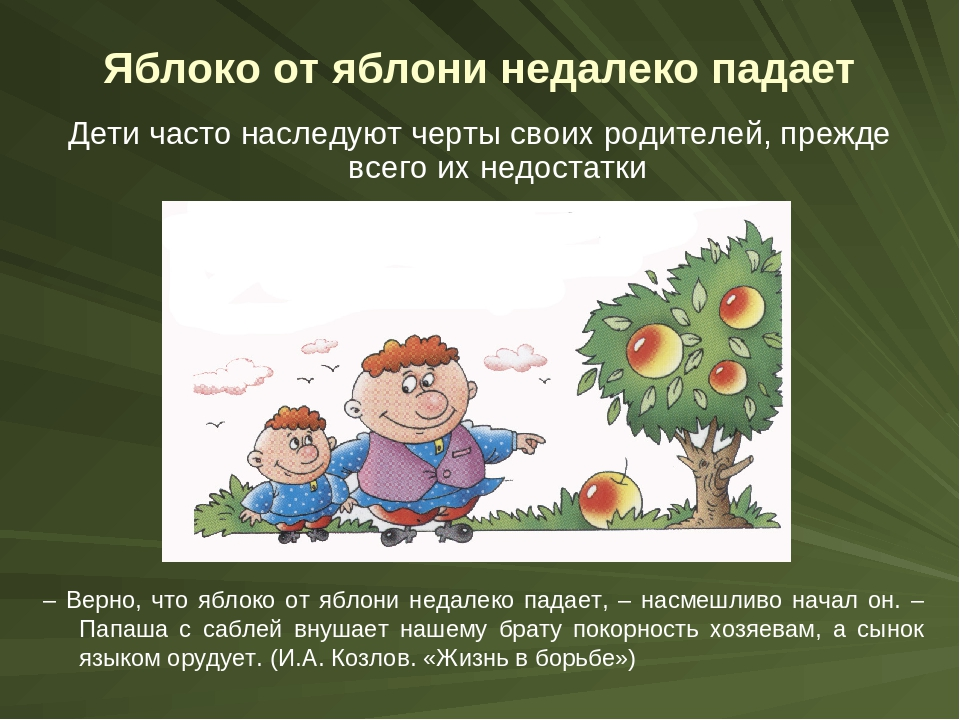 Яблоко от яблони недалеко падает
Дети часто наследуют черты своих родителей, прежде
всего их недостатки
– Верно, что яблоко от яблони недалеко падает, – насмешливо начал он. –
Папаша с саблей внушает нашему брату покорность хозяевам, а сынок
языком орудует. (И.А. Козлов. «Жизнь в борьбе»)